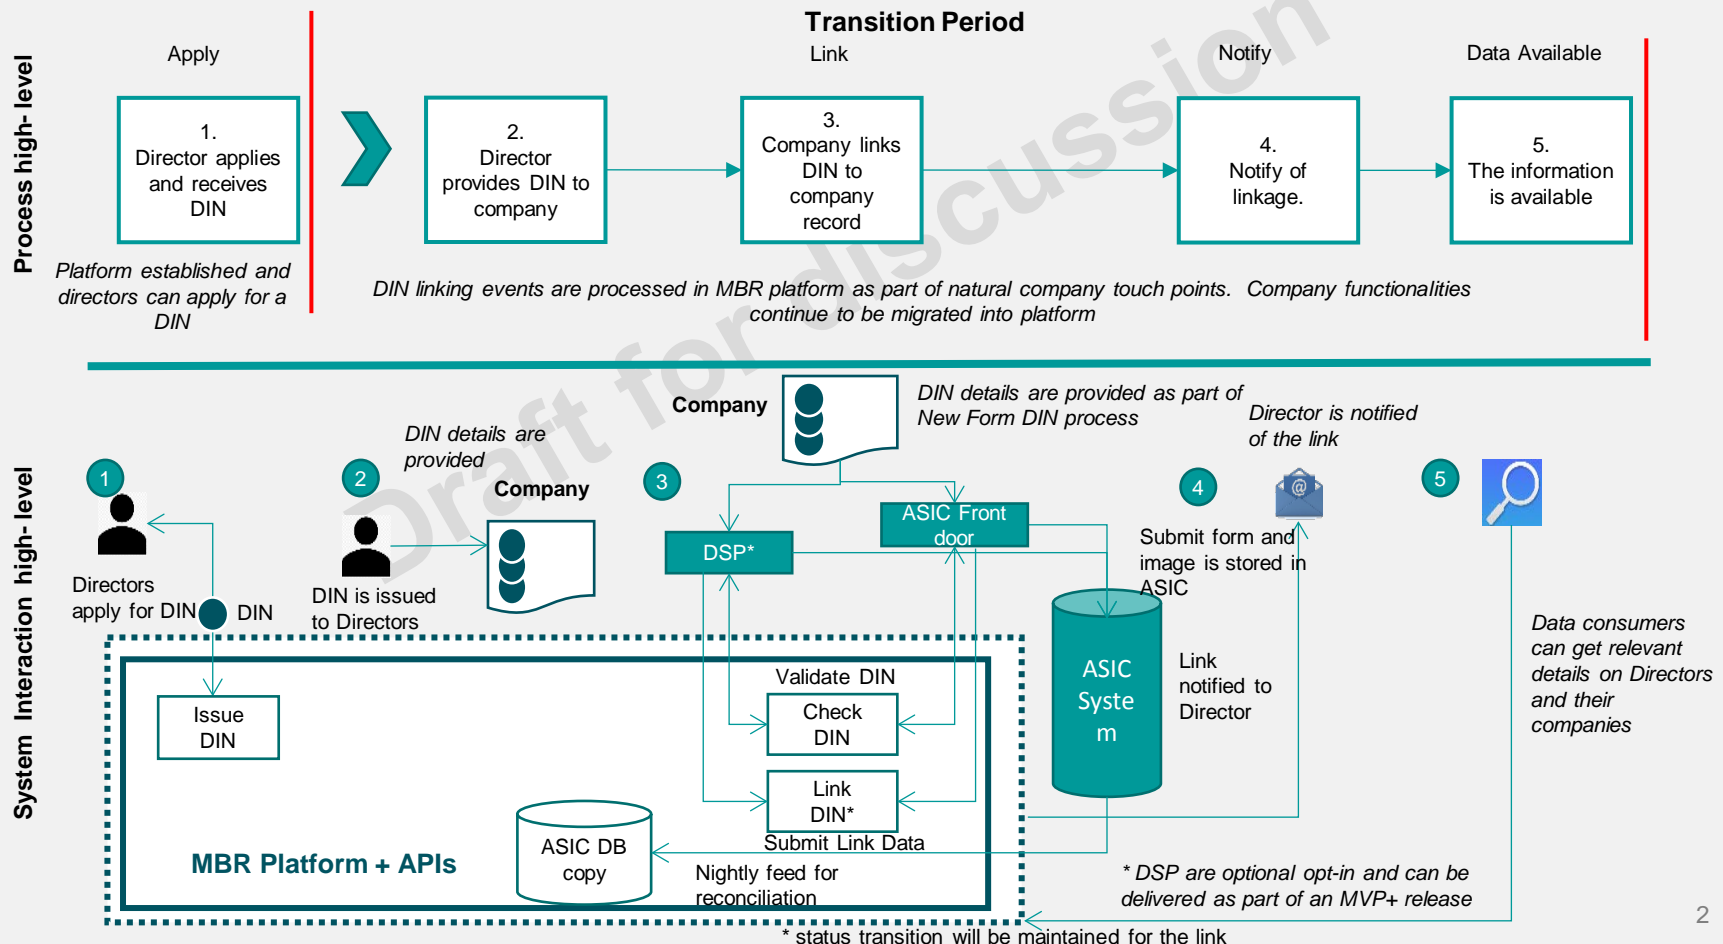 Transition Period
Process high- level
Apply
Link
Notify
Data Available
1.
Director applies
and receives
DIN
2.
Director
provides DIN to
company
3.
Company links
DIN to
company
record
4.
Notify of
linkage.
5.
The information
is available
Platform established and
directors can apply for a
DIN
DIN linking events are processed in MBR platform as part of natural company touch points.  Company functionalities
continue to be migrated into platform
Draft for discussion
System Interaction high- level
1
Directors
apply for DIN
DIN
2
DIN details are
provided
Company
DIN is issued
to Directors
3
Company
DIN details are provided as part of
New Form DIN process
DSP*
ASIC Front
door
4
Director is notified
of the link
@
Submit form and
image is stored in
ASIC
ASIC
Syste
m
Link
notified to
Director
5
Data consumers
can get relevant
details on Directors
and their
companies
Issue
DIN
Validate DIN
Check
DIN
Link
DIN*
Submit Link Data
MBR Platform + APIs
ASIC DB
copy
Nightly feed for
reconciliation
* DSP are optional opt-in and can be
delivered as part of an MVP+ release
* status transition will be maintained for the link
2